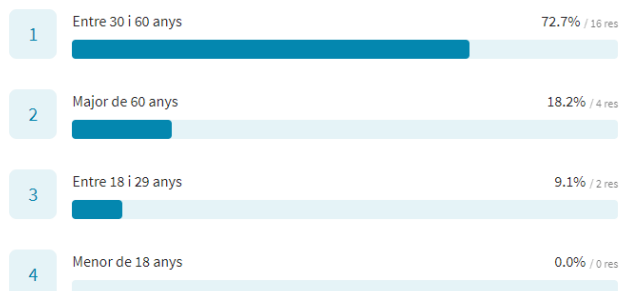 1 Entre 30 i 60 anys 72.7% / 16 res
2 Major de 60 anys 18.2% / 4 res
3 Entre 18 i 29 anys 9.1% / 2 res
4 Menor de 18 anys 0.0% / 0 res